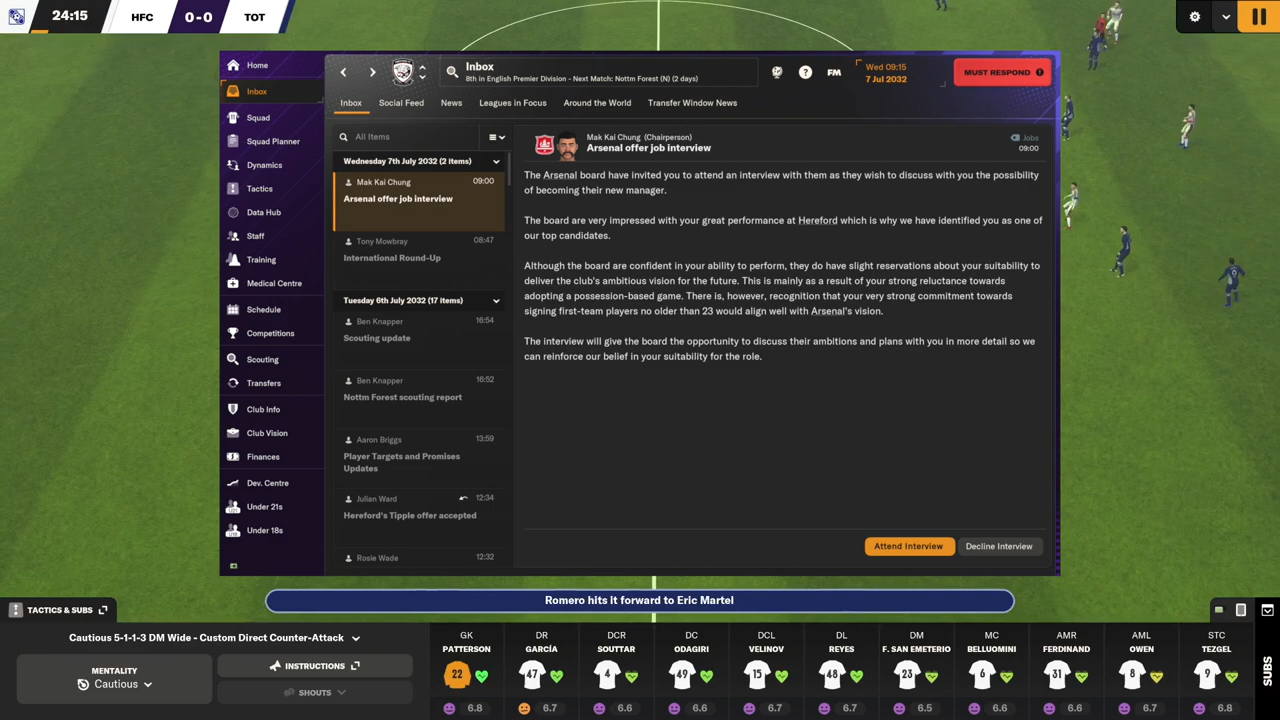 24:15
HFC
0-0
TOT
Home
Inbox
Squad
Squad Planner
Dynamics
Tactics
Data Hub
Staff
Training
Medical Centre
Schedule
Competitions
Scouting
Transfers
Club Info
Club Vision
Finances
Dev. Centre
Under 21s
Under 18s
Inbox
8th in English Premier Division - Next Match: Nottm Forest (N) (2 days)
FM
Wed 09:15
7 Jul 2032
MUST RESPOND
Inbox
Social Feed
News
Leagues in Focus
Around the World
Transfer Window News
All Items
Wednesday 7th July 2032 (2 items)
Mak Kai Chung
09:00
Arsenal offer job interview
Tony Mowbray
08:47
International Round-Up
Tuesday 6th July 2032 (17 items)
Ben Knapper
16:54
Scouting update
Ben Knapper
16:52
Nottm Forest scouting report
Aaron Briggs
13:59
Player Targets and Promises
Updates
Julian Ward
12:34
Hereford's Tipple offer accepted
Rosie Wade
12:32
Mak Kai Chung (Chairperson)
Arsenal offer job interview
Jobs
09:00
The Arsenal board have invited you to attend an interview with them as they wish to discuss with you the possibility
of becoming their new manager.
The board are very impressed with your great performance at Hereford which is why we have identified you as one of
our top candidates.
Although the board are confident in your ability to perform, they do have slight reservations about your suitability to
deliver the club's ambitious vision for the future. This is mainly as a result of your strong reluctance towards
adopting a possession-based game. There is, however, recognition that your very strong commitment towards
signing first-team players no older than 23 would align well with Arsenal's vision.
The interview will give the board the opportunity to discuss their ambitions and plans with you in more detail so we
can reinforce our belief in your suitability for the role.
Attend Interview
Decline Interview
Romero hits it forward to Eric Martel
TACTICS & SUBS
Cautious 5-1-1-3 DM Wide - Custom Direct Counter-Attack
MENTALITY
Cautious
INSTRUCTIONS
SHOUTS
GK
PATTERSON
22
6.8
DR
GARCÍA
47
6.7
DCR
SOUTTAR
4
6.6
DC
ODAGIRI
49
6.6
DCL
VELINOV
15
6.7
DL
REYES
48
6.7
DM
F. SAN EMETERIO
23
6.5
MC
BELLUOMINI
6
6.6
AMR
FERDINAND
31
6.6
AML
OWEN
8
6.7
STC
TEZGEL
9
6.8
SUBS